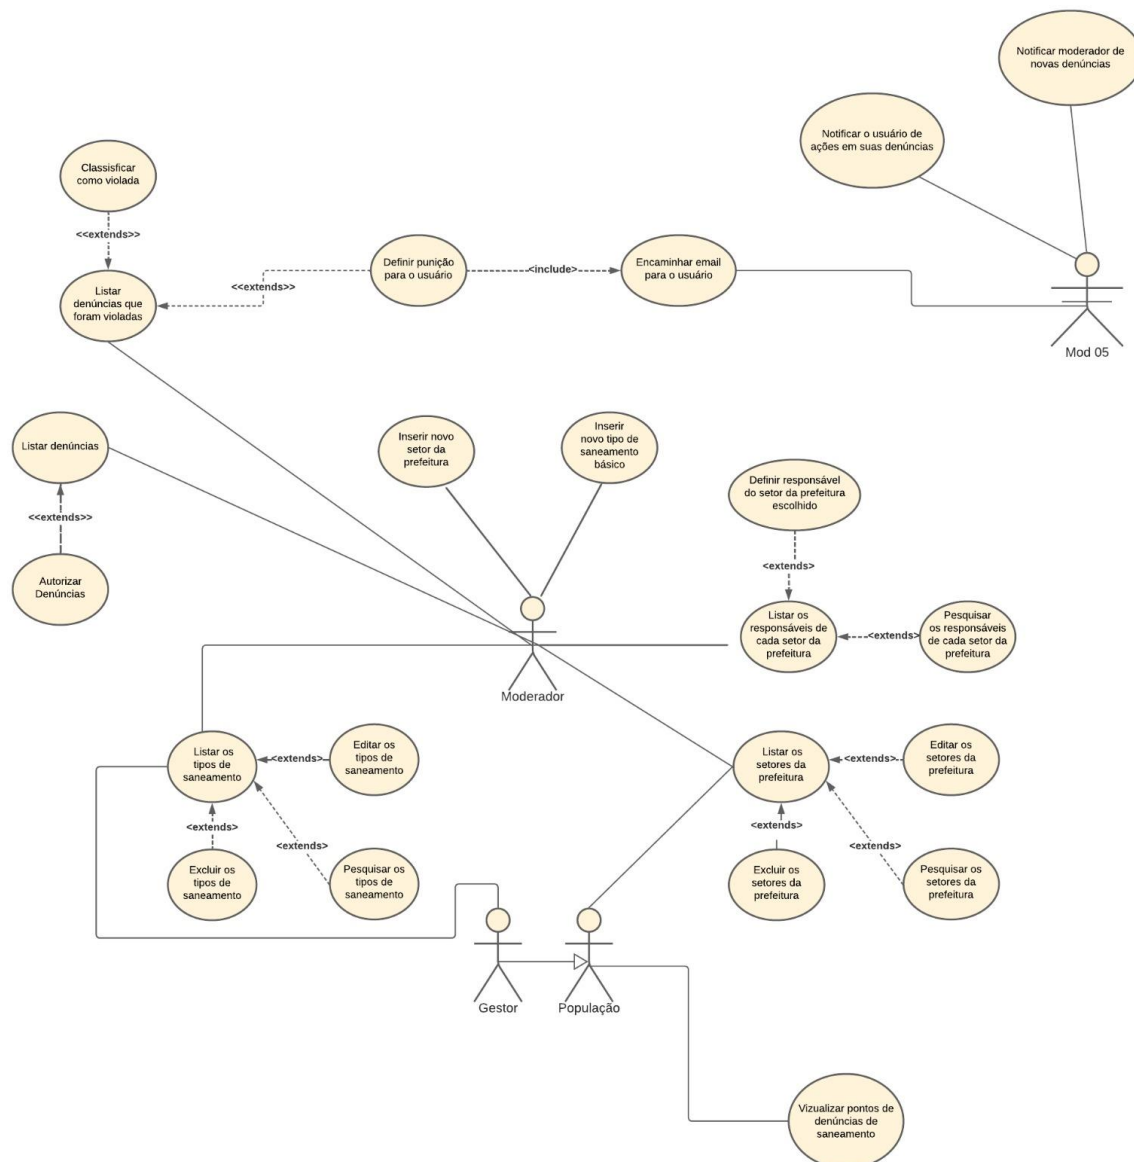 Notificar moderador de
novas denúncias
Notificar o usuário de
ações em suas denúncias
Classisficar
como violada
<<extends>>
Definir punição
para o usuário
<include>
Encaminhar email
para o usuário
<<extends>>
Listar
denúncias que
foram violadas
Mod 05
Listar denúncias
Inserir novo
setor da
prefeitura
Inserir
novo tipo de
saneamento
básico
Definir responsável
do setor da prefeitura
escolhido
<<extends>>
<extends>
Autorizar
Denúncias
Listar os
responsáveis de
cada setor da
prefeitura
<extends>
Pesquisar
os responsáveis
de cada setor da
prefeitura
Moderador
Listar os
tipos de
saneamento
<extends>
Editar os
tipos de
saneamento
Listar os
setores da
prefeitura
<extends>
Editar os
setores da
prefeitura
<extends>
<extends>
<extends>
<extends>
Excluir os
tipos de
saneamento
Pesquisar os
tipos de
saneamento
Excluir os
setores da
prefeitura
Pesquisar os
setores da
prefeitura
Gestor
População
Vizualizar pontos de
denúncias de
saneamento